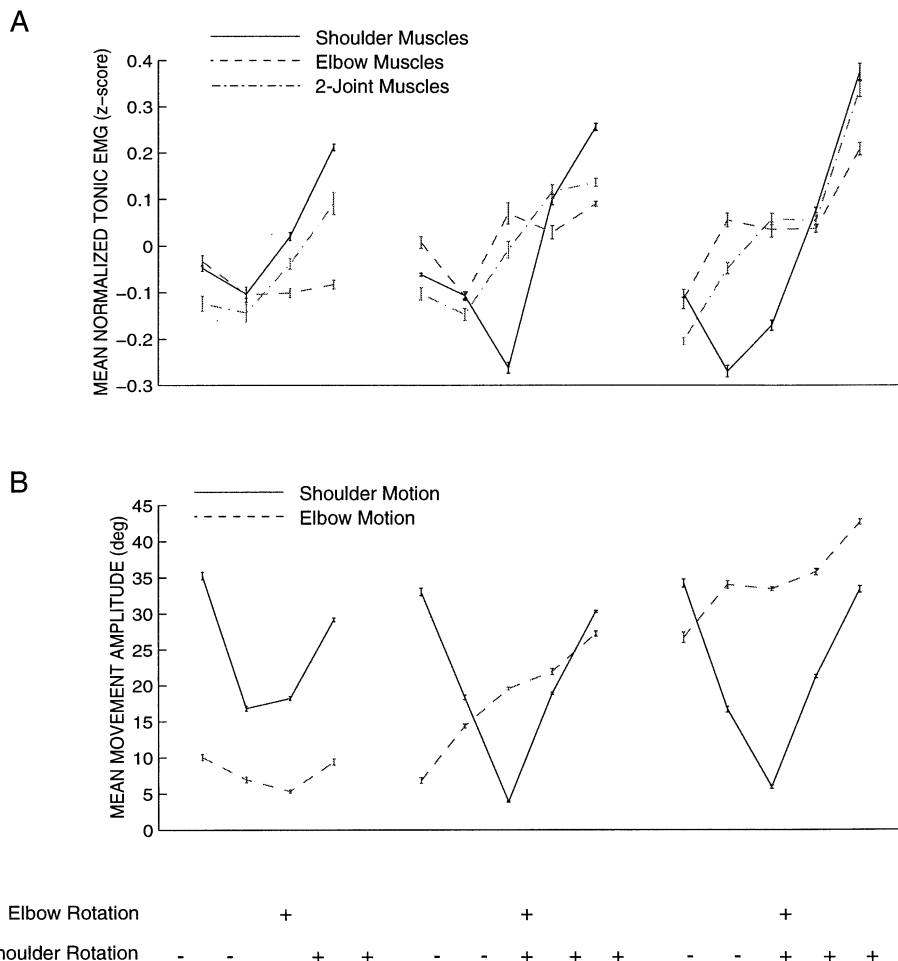 A
Shoulder Muscles
Elbow Muscles
2-Joint Muscles
MEAN NORMALIZED TONIC EMG (z-score)
0.4
0.3
0.2
0.1
0
−0.1
−0.2
−0.3
B
Shoulder Motion
Elbow Motion
MEAN MOVEMENT AMPLITUDE (deg)
45
40
35
30
25
20
15
10
5
0
Elbow Rotation + + +
houlder Rotation - - + + - - + + + - - + + +